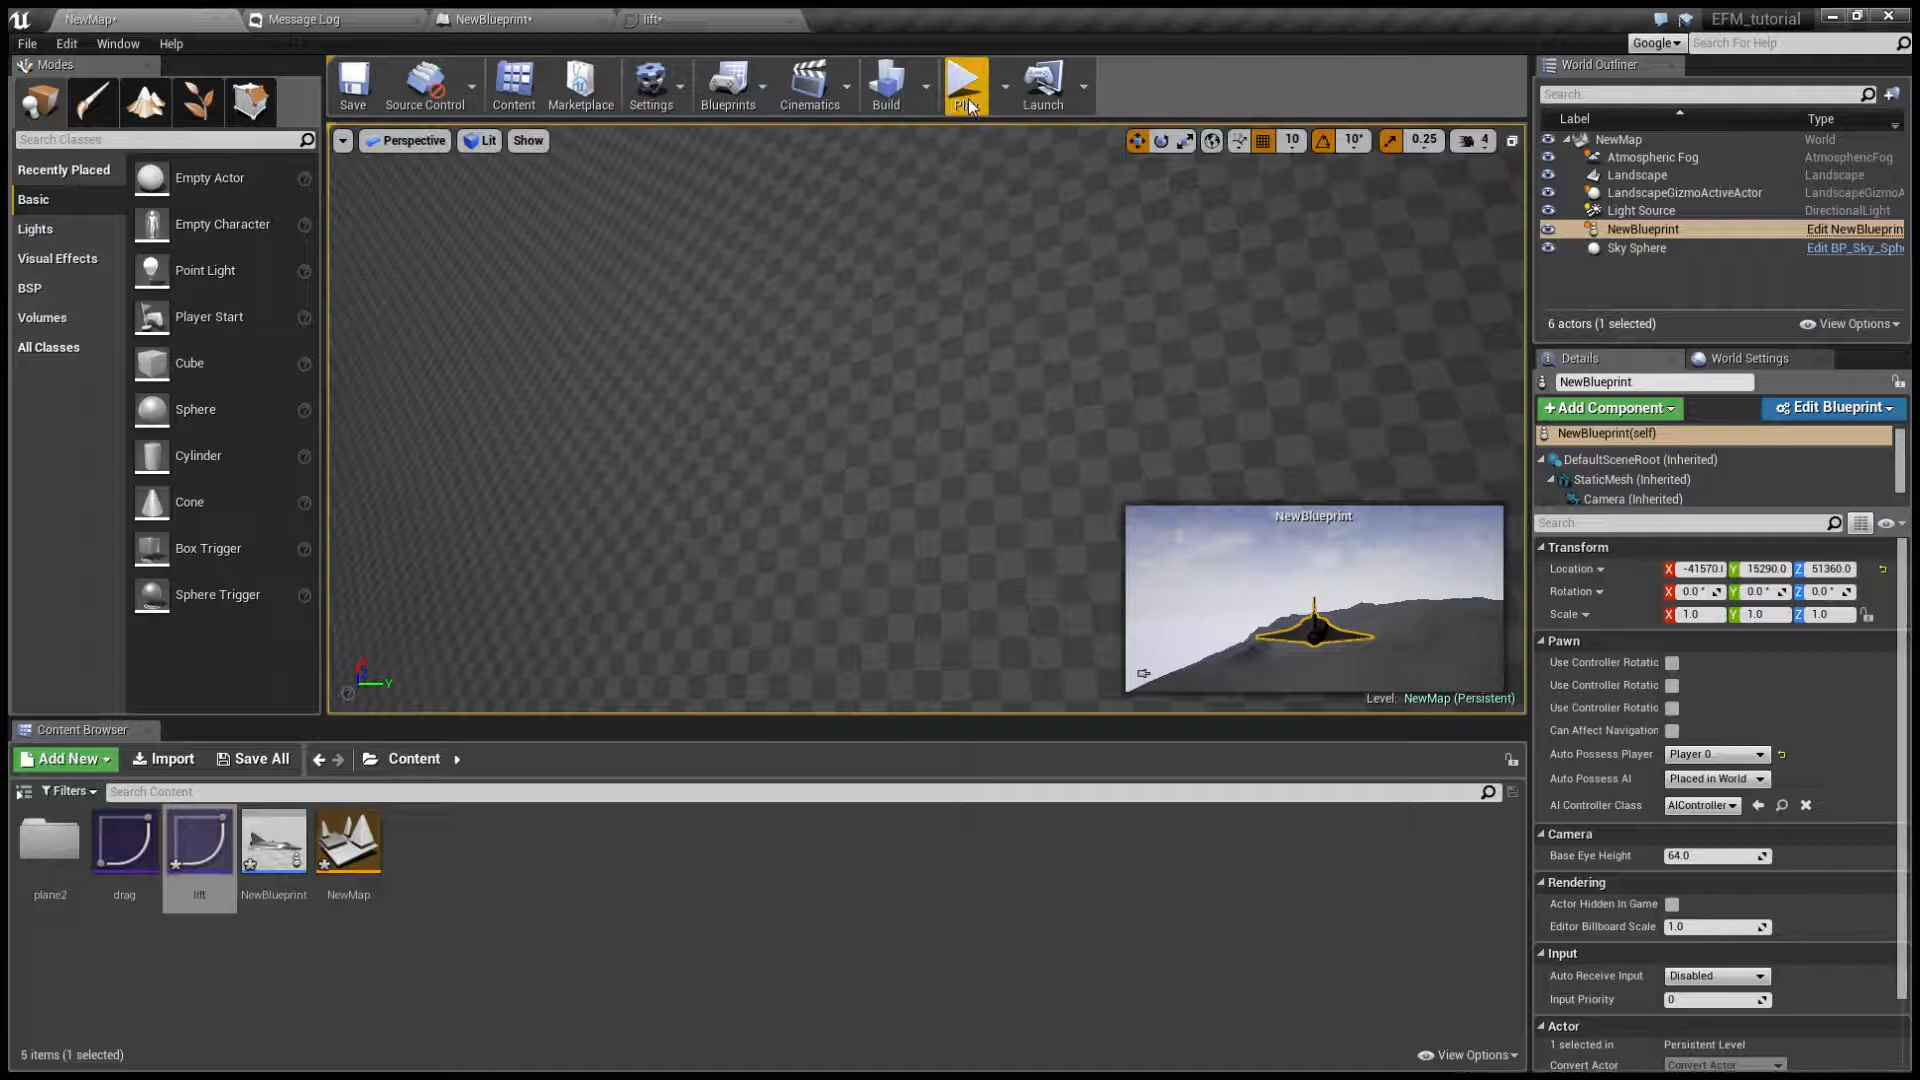 NewMap*
Message Log
NewBlueprint*
lift*
EFM_tutorial
File
Edit
Window
Help
Google
Search For Help
Modes
Search Classes
Recently Placed
Basic
Lights
Visual Effects
BSP
Volumes
All Classes
Empty Actor
Empty Character
Point Light
Player Start
Cube
Sphere
Cylinder
Cone
Box Trigger
Sphere Trigger
Save
Source Control
Content
Marketplace
Settings
Blueprints
Cinematics
Build
Play
Launch
Perspective
Lit
Show
10
10°
0.25
4
NewBlueprint
Level: NewMap (Persistent)
X
Y
World Outliner
Search...
Label
Type
NewMap
World
Atmospheric Fog
AtmosphericFog
Landscape
Landscape
LandscapeGizmoActiveActor
LandscapeGizmoA
Light Source
DirectionalLight
NewBlueprint
Edit NewBlueprin
Sky Sphere
Edit BP_Sky_Sphe
6 actors (1 selected)
View Options
Details
World Settings
NewBlueprint
+Add Component
Edit Blueprint
NewBlueprint(self)
DefaultSceneRoot (Inherited)
StaticMesh (Inherited)
Camera (Inherited)
Search
Transform
Location
X -41570.( Y 15290.0 Z 51360.0
Rotation
X 0.0 ° Y 0.0 ° Z 0.0 °
Scale
X 1.0 Y 1.0 Z 1.0
Pawn
Use Controller Rotatic
Use Controller Rotatic
Use Controller Rotatic
Can Affect Navigation
Auto Possess Player
Player 0
Auto Possess AI
Placed in World
AI Controller Class
AIController
Camera
Base Eye Height
64.0
Rendering
Actor Hidden In Game
Editor Billboard Scale
1.0
Input
Auto Receive Input
Disabled
Input Priority
0
Actor
1 selected in
Persistent Level
Convert Actor
Convert Actor
Content Browser
Add New
Import
Save All
Content
Filters
Search Content
plane2
drag
lift
NewBlueprint
NewMap
5 items (1 selected)
View Options